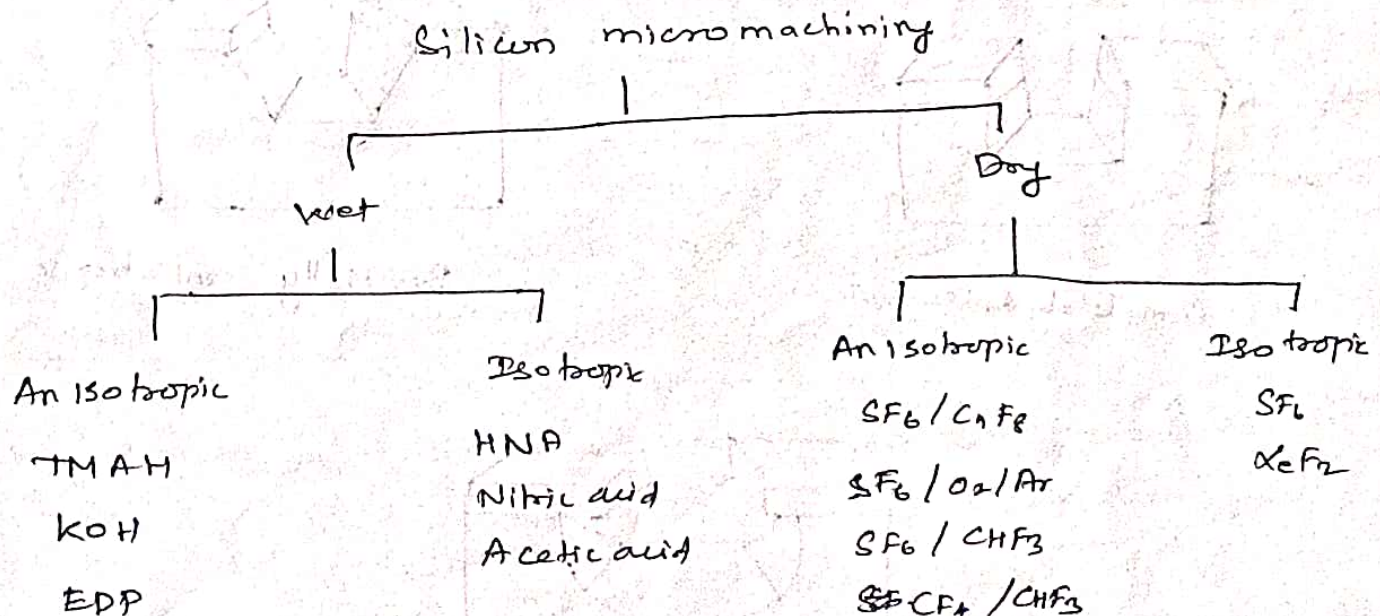 Silicon micromachining
Wet
Dry
Anisotropic
TMAH
KOH
EDP
Isotropic
HNA
Nitric acid
Acetic acid
Anisotropic
SF6 / C4F8
SF6 / O2 / Ar
SF6 / CHF3
CF4 / CHF3
Isotropic
SF6
XeF2